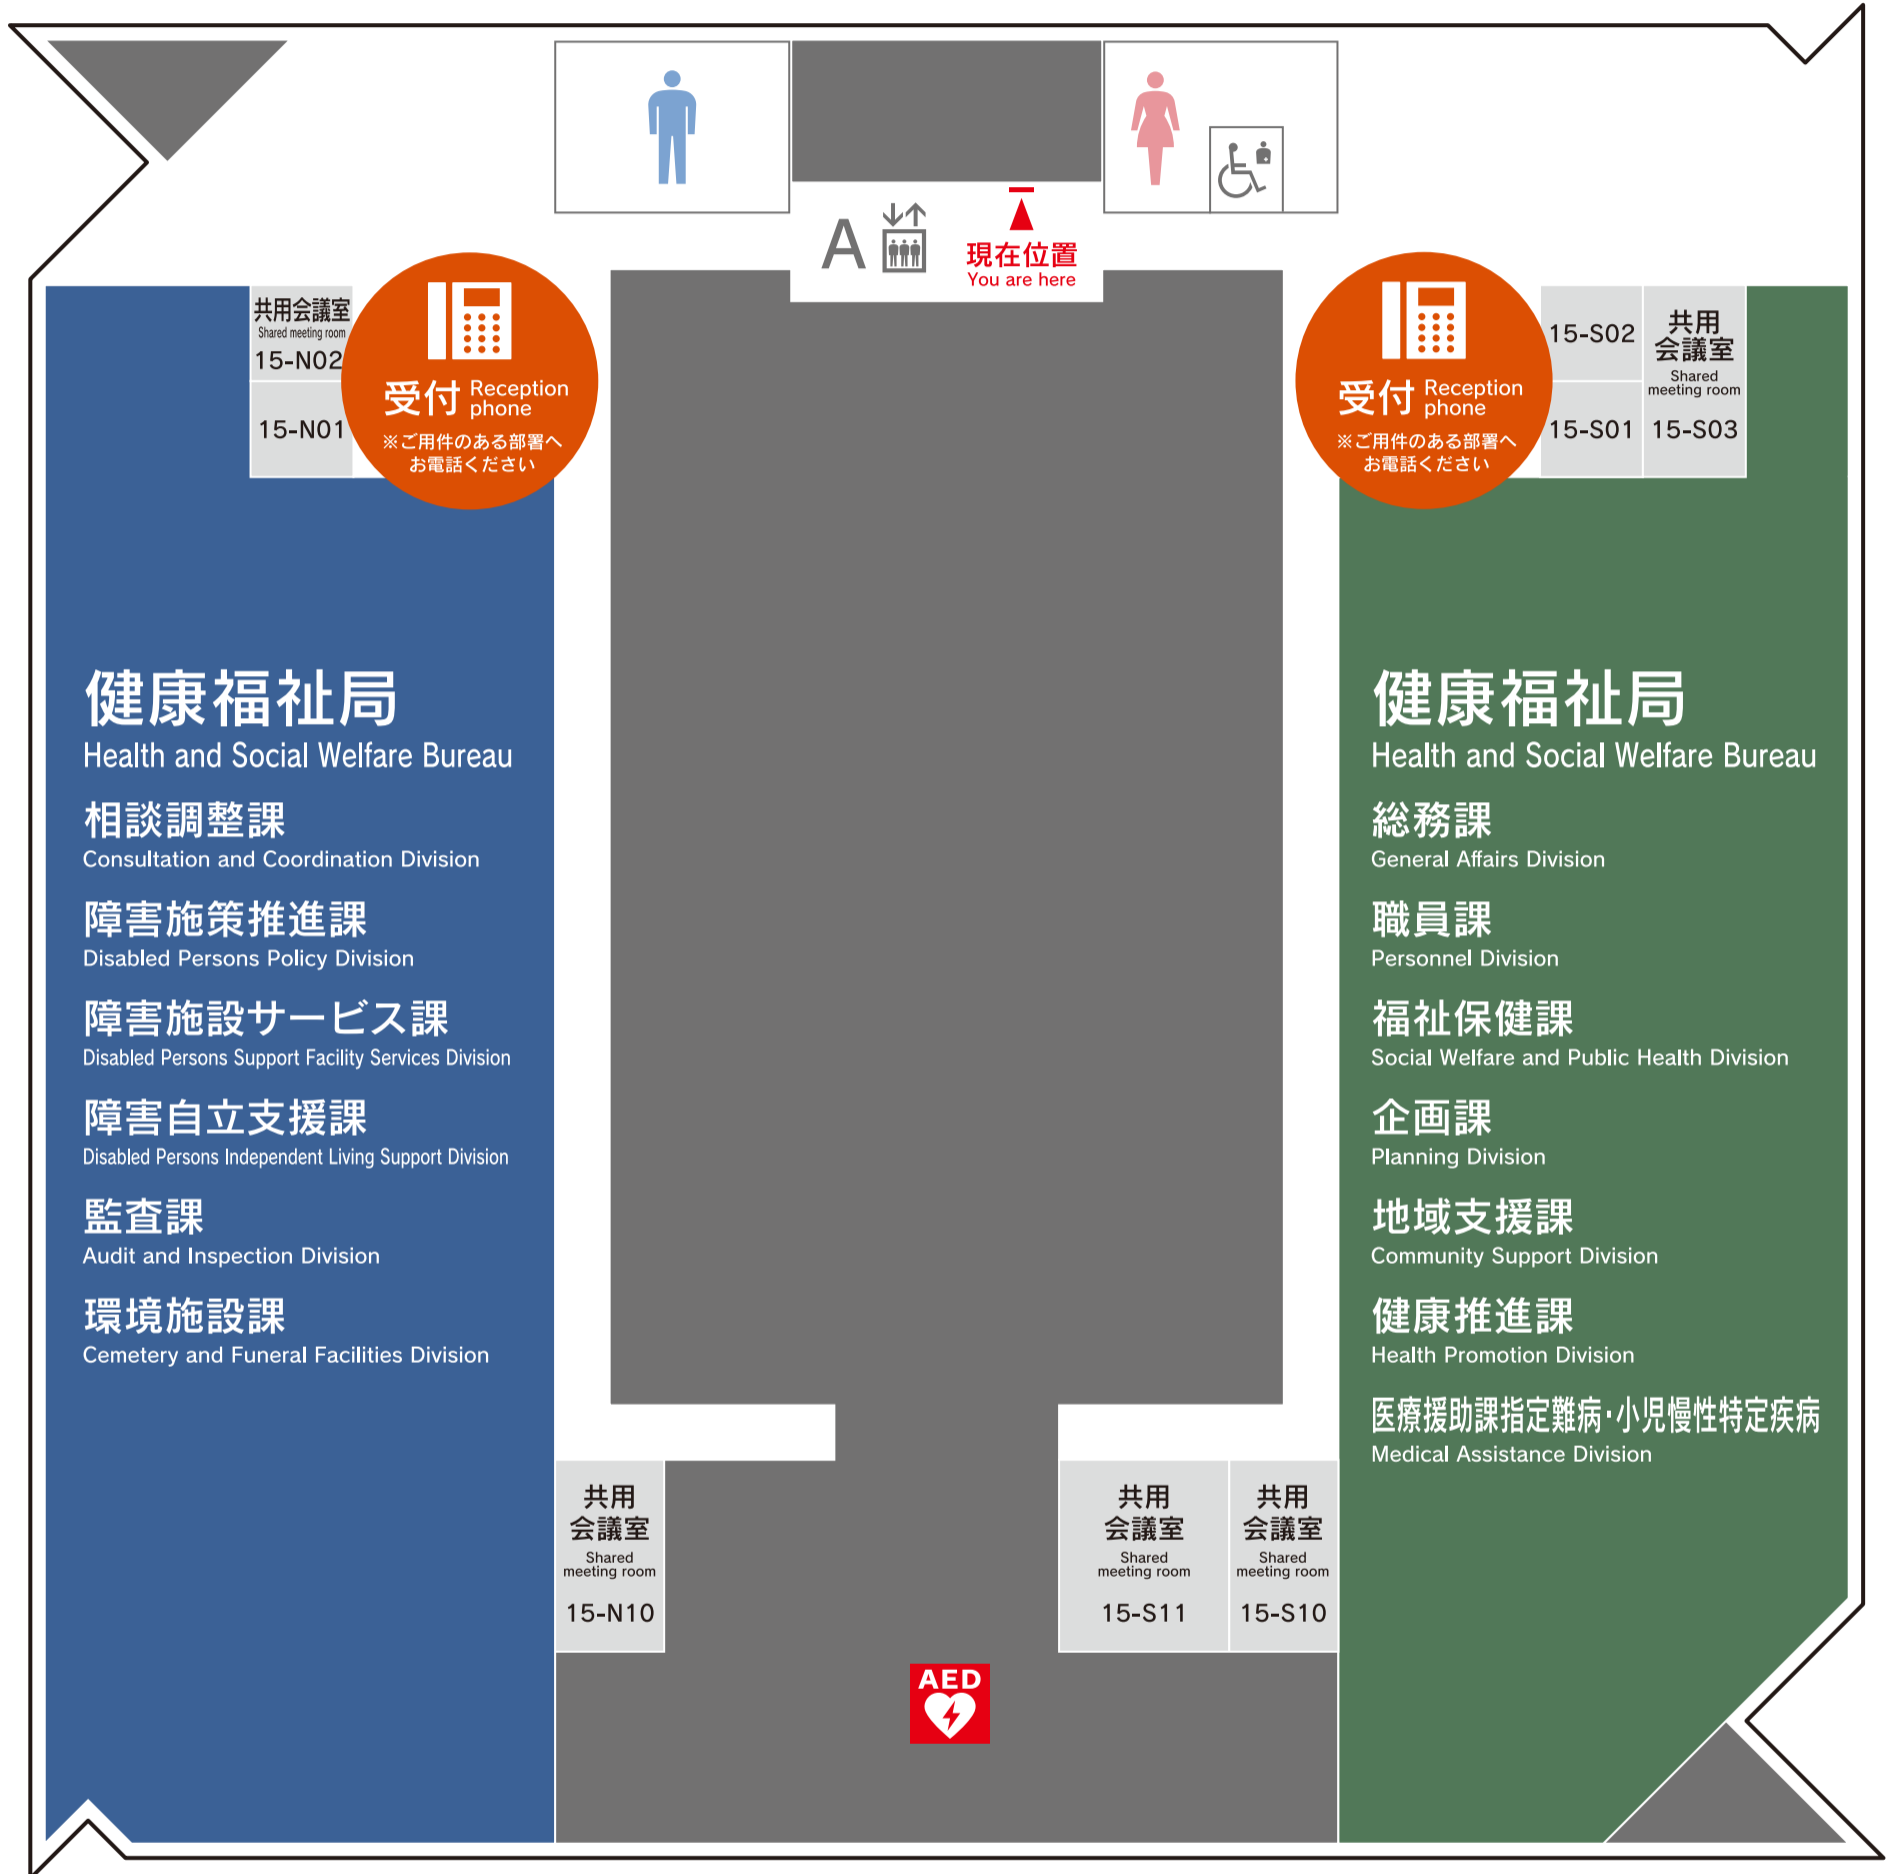 A
現在位置
You are here
共用会議室
Shared meeting room
15-N02
15-N01
受付 Reception phone
※ご用件のある部署へ
お電話ください
受付 Reception phone
※ご用件のある部署へ
お電話ください
15-S02
15-S01
共用
会議室
Shared
meeting room
15-S03
健康福祉局
Health and Social Welfare Bureau
相談調整課
Consultation and Coordination Division
障害施策推進課
Disabled Persons Policy Division
障害施設サービス課
Disabled Persons Support Facility Services Division
障害自立支援課
Disabled Persons Independent Living Support Division
監査課
Audit and Inspection Division
環境施設課
Cemetery and Funeral Facilities Division
健康福祉局
Health and Social Welfare Bureau
総務課
General Affairs Division
職員課
Personnel Division
福祉保健課
Social Welfare and Public Health Division
企画課
Planning Division
地域支援課
Community Support Division
健康推進課
Health Promotion Division
医療援助課指定難病・小児慢性特定疾病
Medical Assistance Division
共用
会議室
Shared
meeting room
15-N10
共用
会議室
Shared
meeting room
15-S11
共用
会議室
Shared
meeting room
15-S10
AED